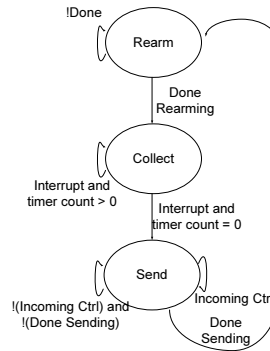 !Done
Rearm
Done
Rearming
Collect
Interrupt and
timer count > 0
Interrupt and
timer count = 0
Send
!(Incoming Ctrl) and
!(Done Sending)
Incoming Ctr
Done
Sending